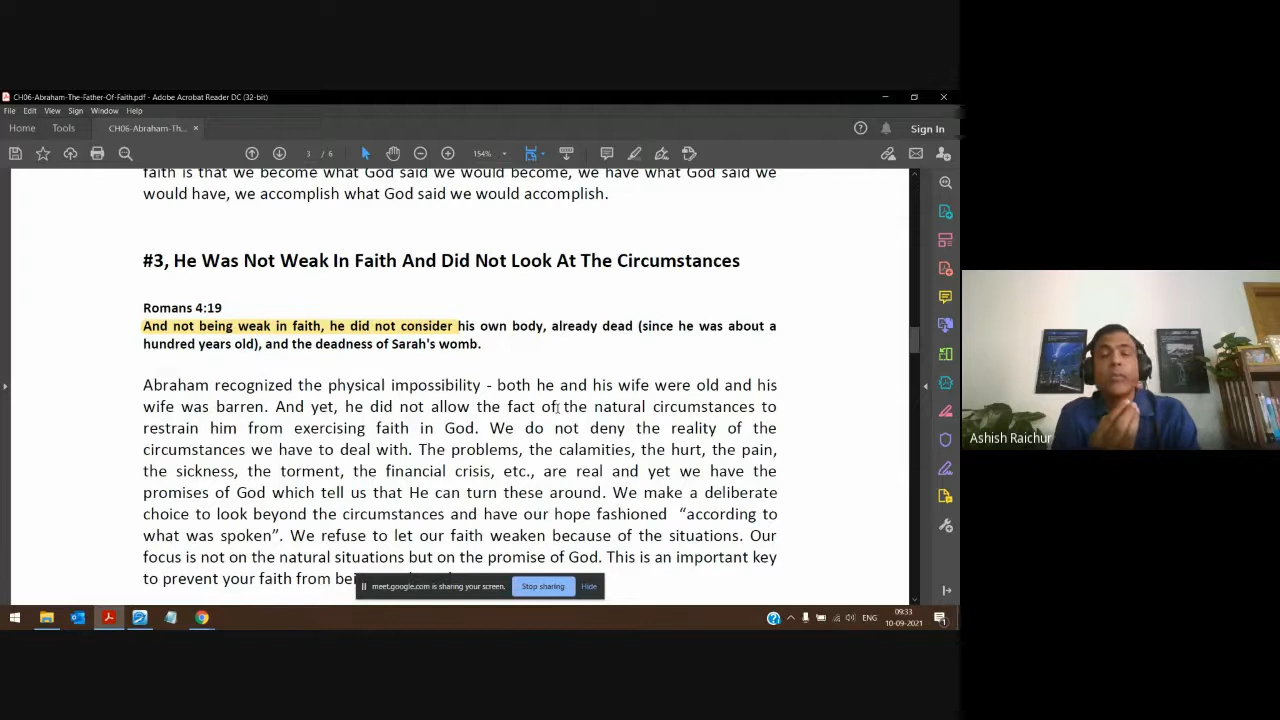 CH06-Abraham-The-Father-Of-Faith.pdf - Adobe Acrobat Reader DC (32-bit)
File Edit View Sign Window Help
Home Tools CH06-Abraham-Th... × Sign In
3 / 6 154%
faith is that we become what God said we would become, we have what God said we
would have, we accomplish what God said we would accomplish.
#3, He Was Not Weak In Faith And Did Not Look At The Circumstances
Romans 4:19
And not being weak in faith, he did not consider his own body, already dead (since he was about a
hundred years old), and the deadness of Sarah's womb.
Abraham recognized the physical impossibility - both he and his wife were old and his
wife was barren. And yet, he did not allow the fact of the natural circumstances to
restrain him from exercising faith in God. We do not deny the reality of the
circumstances we have to deal with. The problems, the calamities, the hurt, the pain,
the sickness, the torment, the financial crisis, etc., are real and yet we have the
promises of God which tell us that He can turn these around. We make a deliberate
choice to look beyond the circumstances and have our hope fashioned “according to
what was spoken”. We refuse to let our faith weaken because of the situations. Our
focus is not on the natural situations but on the promise of God. This is an important key
to prevent your faith from
meet.google.com is sharing your screen. Stop sharing Hide
Ashish Raichur
ENG
09:33
10-09-2021